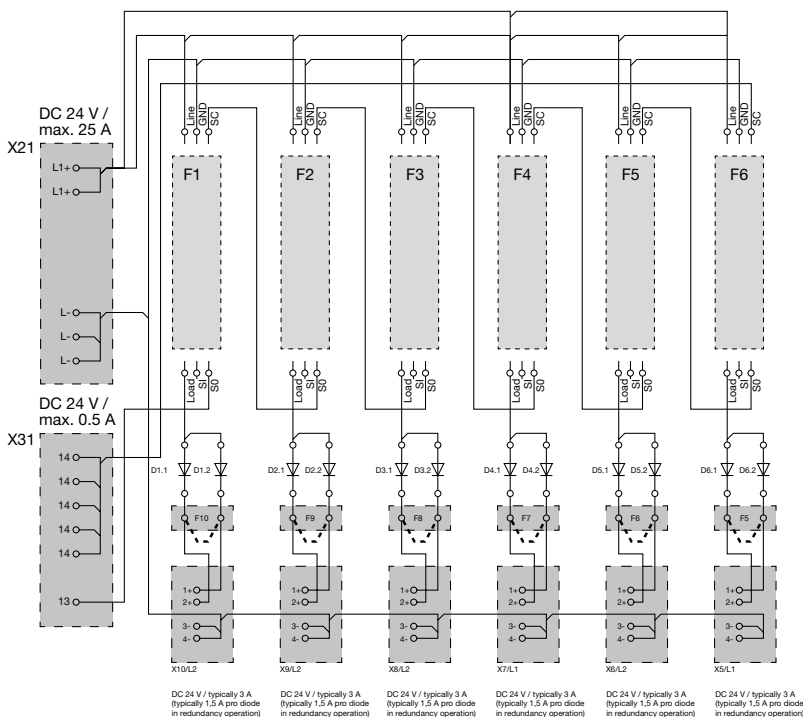 Line GND SC
Line GND SC
Line GND SC
Line GND SC
Line GND SC
Line GND SC
DC 24 V /
max. 25 A
X21
L1+
L1+
L-
L-
L-
F1
F2
F3
F4
F5
F6
Load SI S0
Load SI S0
Load SI S0
Load SI S0
Load SI S0
Load SI S0
DC 24 V /
max. 0.5 A
X31
14
14
14
14
14
13
D1.1 D1.2
D2.1 D2.2
D3.1 D3.2
D4.1 D4.2
D5.1 D5.2
D6.1 D6.2
F10
F9
F8
F7
F6
F5
1+
2+
3-
4-
X10/L2
1+
2+
3-
4-
X9/L2
1+
2+
3-
4-
X8/L2
1+
2+
3-
4-
X7/L1
1+
2+
3-
4-
X6/L2
1+
2+
3-
4-
X5/L1
DC 24 V / typically 3 A
(typically 1,5 A pro diode
in redundancy operation)
DC 24 V / typically 3 A
(typically 1,5 A pro diode
in redundancy operation)
DC 24 V / typically 3 A
(typically 1,5 A pro diode
in redundancy operation)
DC 24 V / typically 3 A
(typically 1,5 A pro diode
in redundancy operation)
DC 24 V / typically 3 A
(typically 1,5 A pro diode
in redundancy operation)
DC 24 V / typically 3 A
(typically 1,5 A pro diode
in redundancy operation)